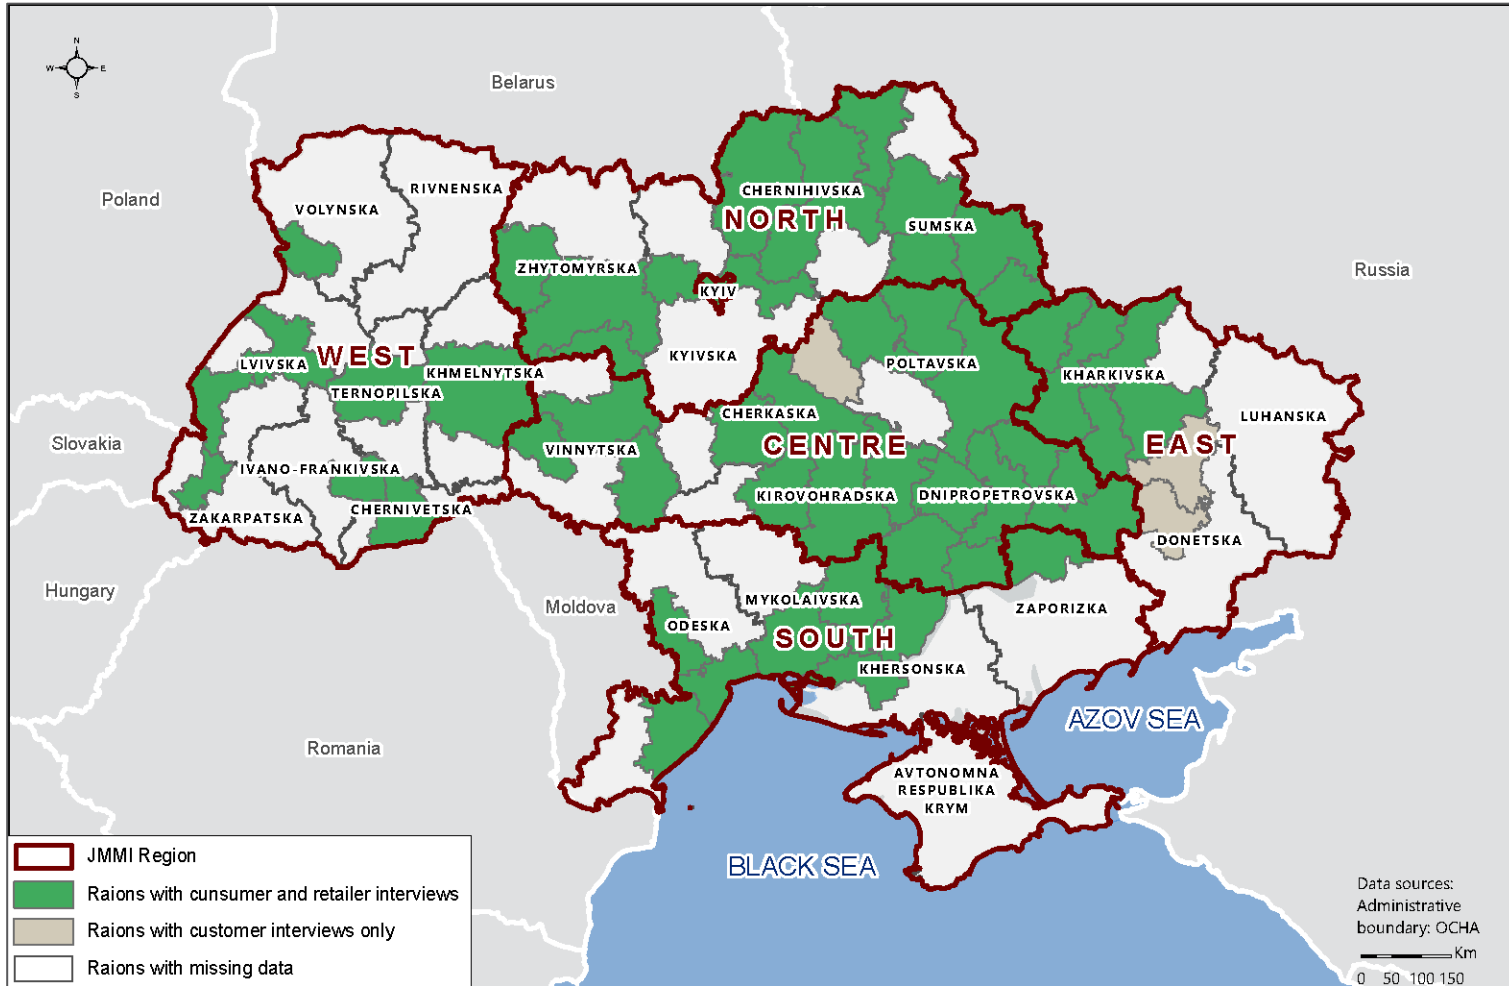 N
W
E
S
Belarus
Poland
Russia
Slovakia
Hungary
Moldova
Romania
VOLYNSKA
RIVNENSKA
CHERNIHIVSKA
NORTH
SUMSKA
ZHYTOMYRSKA
KYIV
KYIVSKA
WEST
LVIVSKA
KHMELNYTSKA
TERNOPILSKA
POLTAVSKA
KHARKIVSKA
LUHANSKA
CHERKASKA
CENTRE
EAST
VINNYTSKA
IVANO-FRANKIVSKA
KIROVOHRADSKA
DNIPROPETROVSKA
CHERNIVETSKA
ZAKARPATSKA
DONETSKA
MYKOLAIVSKA
ZAPORIZKA
ODESKA
SOUTH
KHERSONSKA
AZOV SEA
AVTONOMNA
RESPUBLIKA
KRYM
BLACK SEA
JMMI Region
Raions with cunsumer and retailer interviews
Raions with customer interviews only
Raions with missing data
Data sources:
Administrative
boundary: OCHA
Km
0 50 100 150